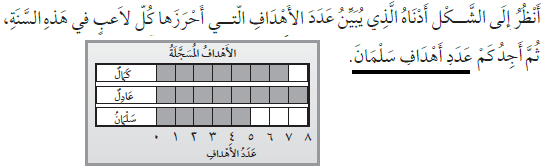 أَنْظُرُ إِلَى الشَّكْلِ أَدْنَاهُ الَّذِي يُبَيِّنُ عَدَدَ الأَهْدَافِ الَّتِي أَحْرَزَهَا كُلُّ لَاعِبٍ فِي هَذِهِ السَّنَةِ،
ثُمَّ أَجِدُ كَمْ عَدَدِ أَهْدَافِ سَلْمَانَ.
الأَهْدَافُ المُسَجَّلَةُ
كَمَالٌ
عَادِلٌ
سَلْمَانُ
٠ ١ ٢ ٣ ٤ ٥ ٦ ٧ ٨
عَدَدُ الأَهْدَافِ